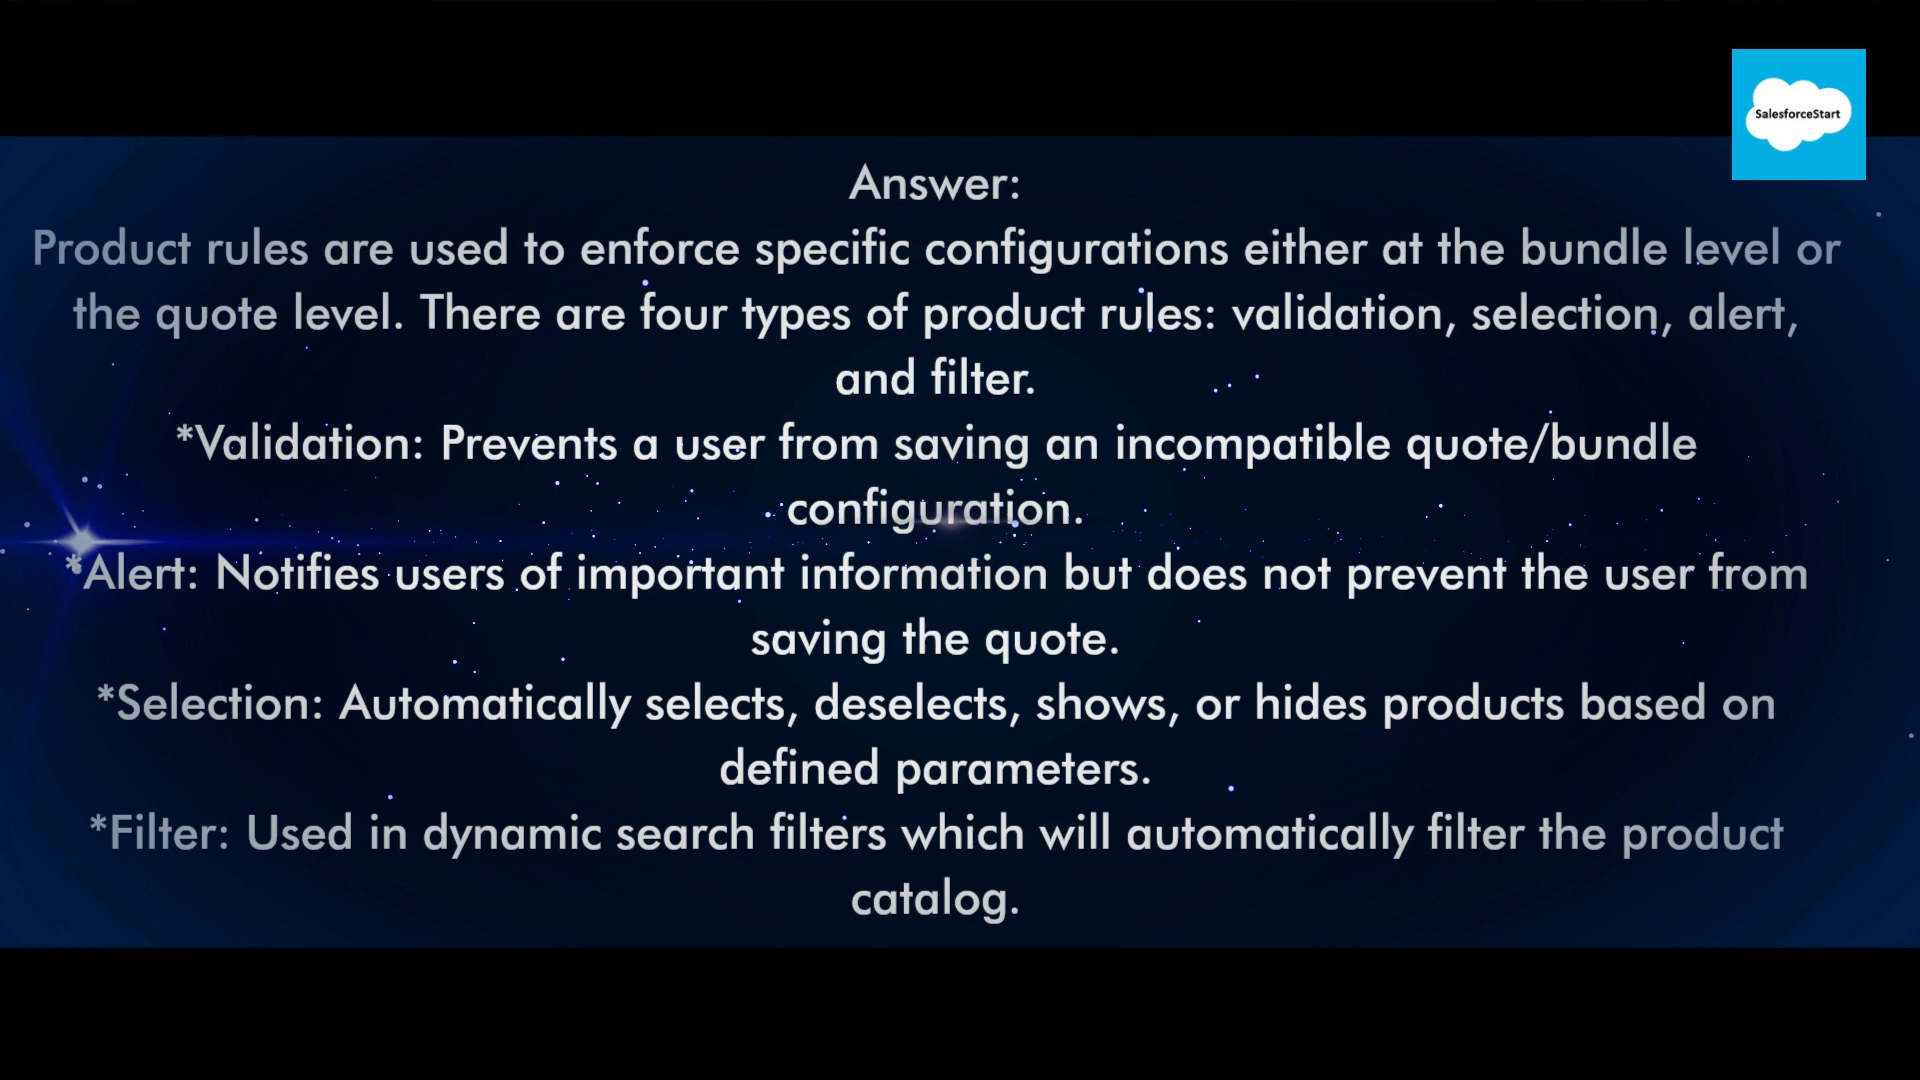 SalesforceStart
Answer:
Product rules are used to enforce specific configurations either at the bundle level or
the quote level. There are four types of product rules: validation, selection, alert,
and filter.
*Validation: Prevents a user from saving an incompatible quote/bundle
configuration.
*Alert: Notifies users of important information but does not prevent the user from
saving the quote.
*Selection: Automatically selects, deselects, shows, or hides products based on
defined parameters.
*Filter: Used in dynamic search filters which will automatically filter the product
catalog.